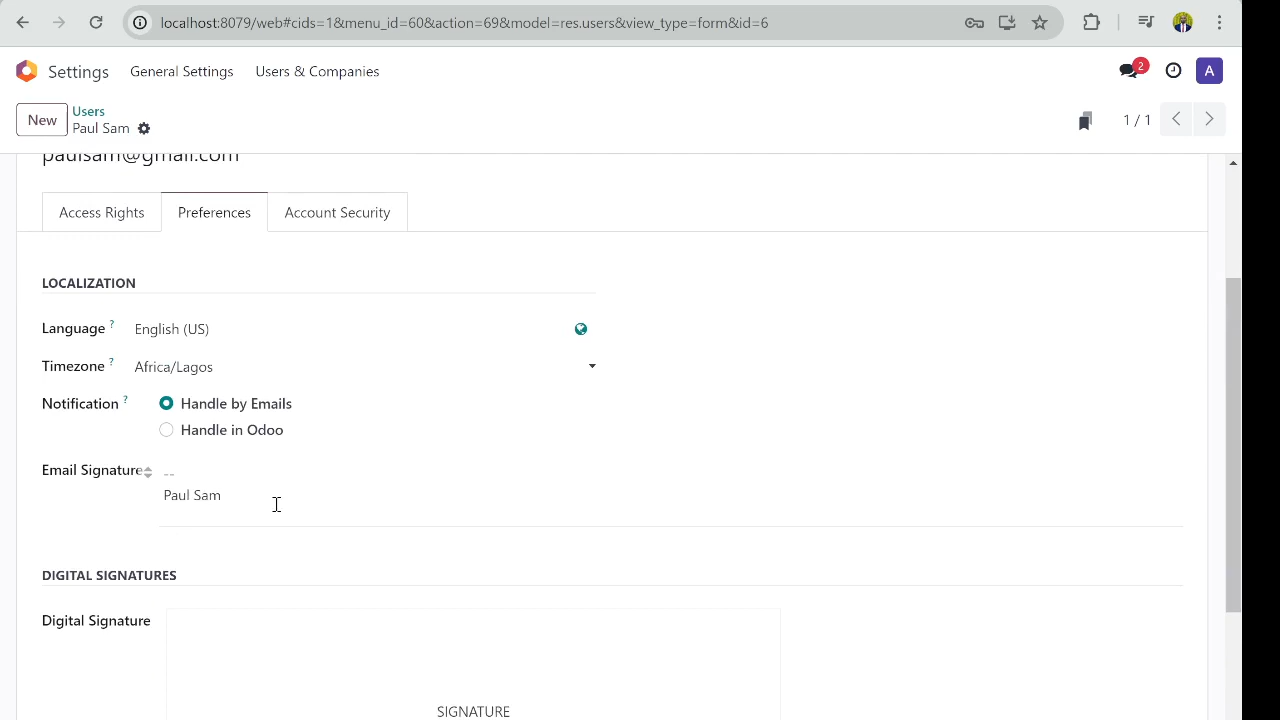 localhost:8079/web#cids=1&menu_id=60&action=69&model=res.users&view_type=form&id=6
Settings General Settings Users & Companies 2 A
New Users 1 / 1
Paul Sam
paulsam@gmail.com
Access Rights Preferences Account Security
LOCALIZATION
Language ? English (US)
Timezone ? Africa/Lagos
Notification ? Handle by Emails
Handle in Odoo
Email Signature --
Paul Sam
DIGITAL SIGNATURES
Digital Signature
SIGNATURE